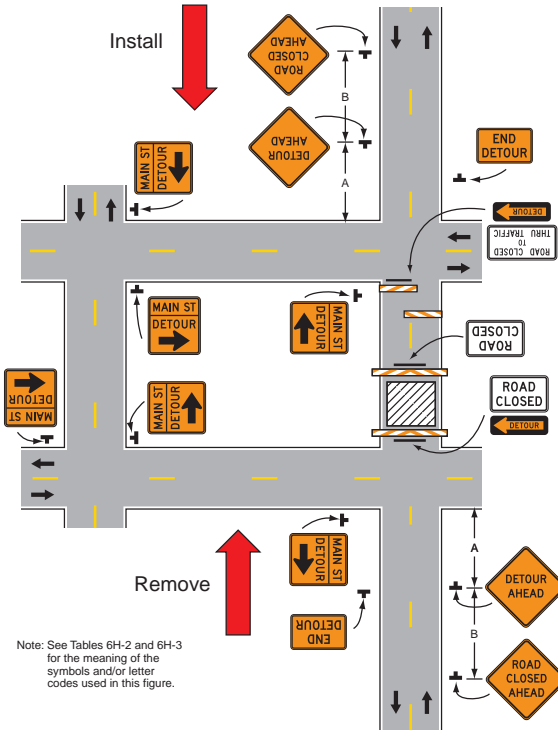 Install
ROAD
CLOSED
AHEAD
B
DETOUR
AHEAD
A
END
DETOUR
MAIN ST
DETOUR
DETOUR
ROAD CLOSED
TO
THRU TRAFFIC
MAIN ST
DETOUR
MAIN ST
DETOUR
ROAD
CLOSED
MAIN ST
DETOUR
MAIN ST
DETOUR
ROAD
CLOSED
DETOUR
MAIN ST
DETOUR
A
Remove
DETOUR
AHEAD
END
DETOUR
B
Note: See Tables 6H-2 and 6H-3
for the meaning of the
symbols and/or letter
codes used in this figure.
ROAD
CLOSED
AHEAD